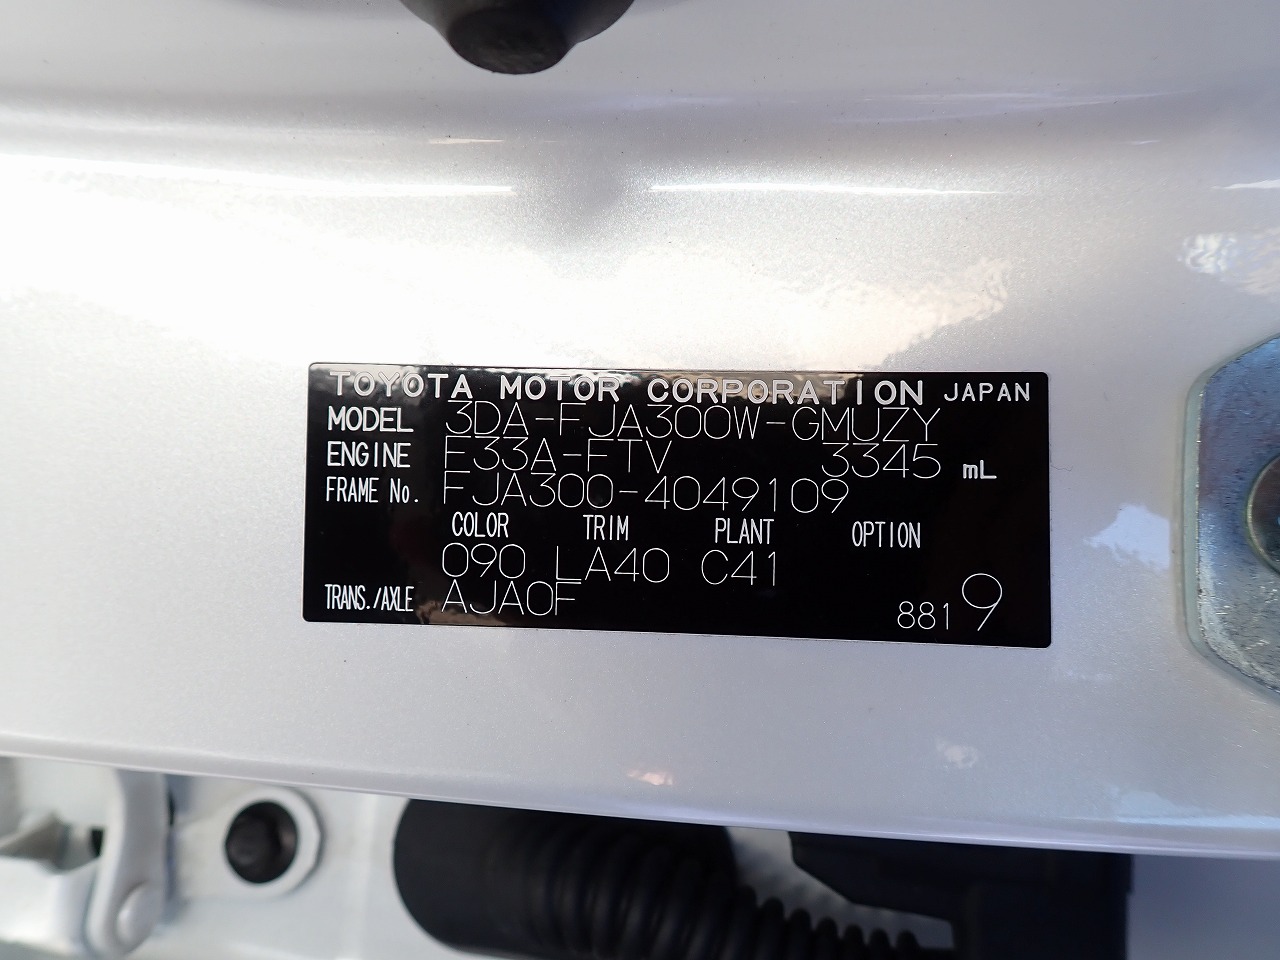 TOYOTA MOTOR CORPORATION JAPAN
MODEL 3DA-FJA300W-GMUZY
ENGINE F33A-FTV 3345 mL
FRAME No. FJA300-4049109
COLOR TRIM PLANT OPTION
090 LA40 C41
TRANS./AXLE AJA0F
8819